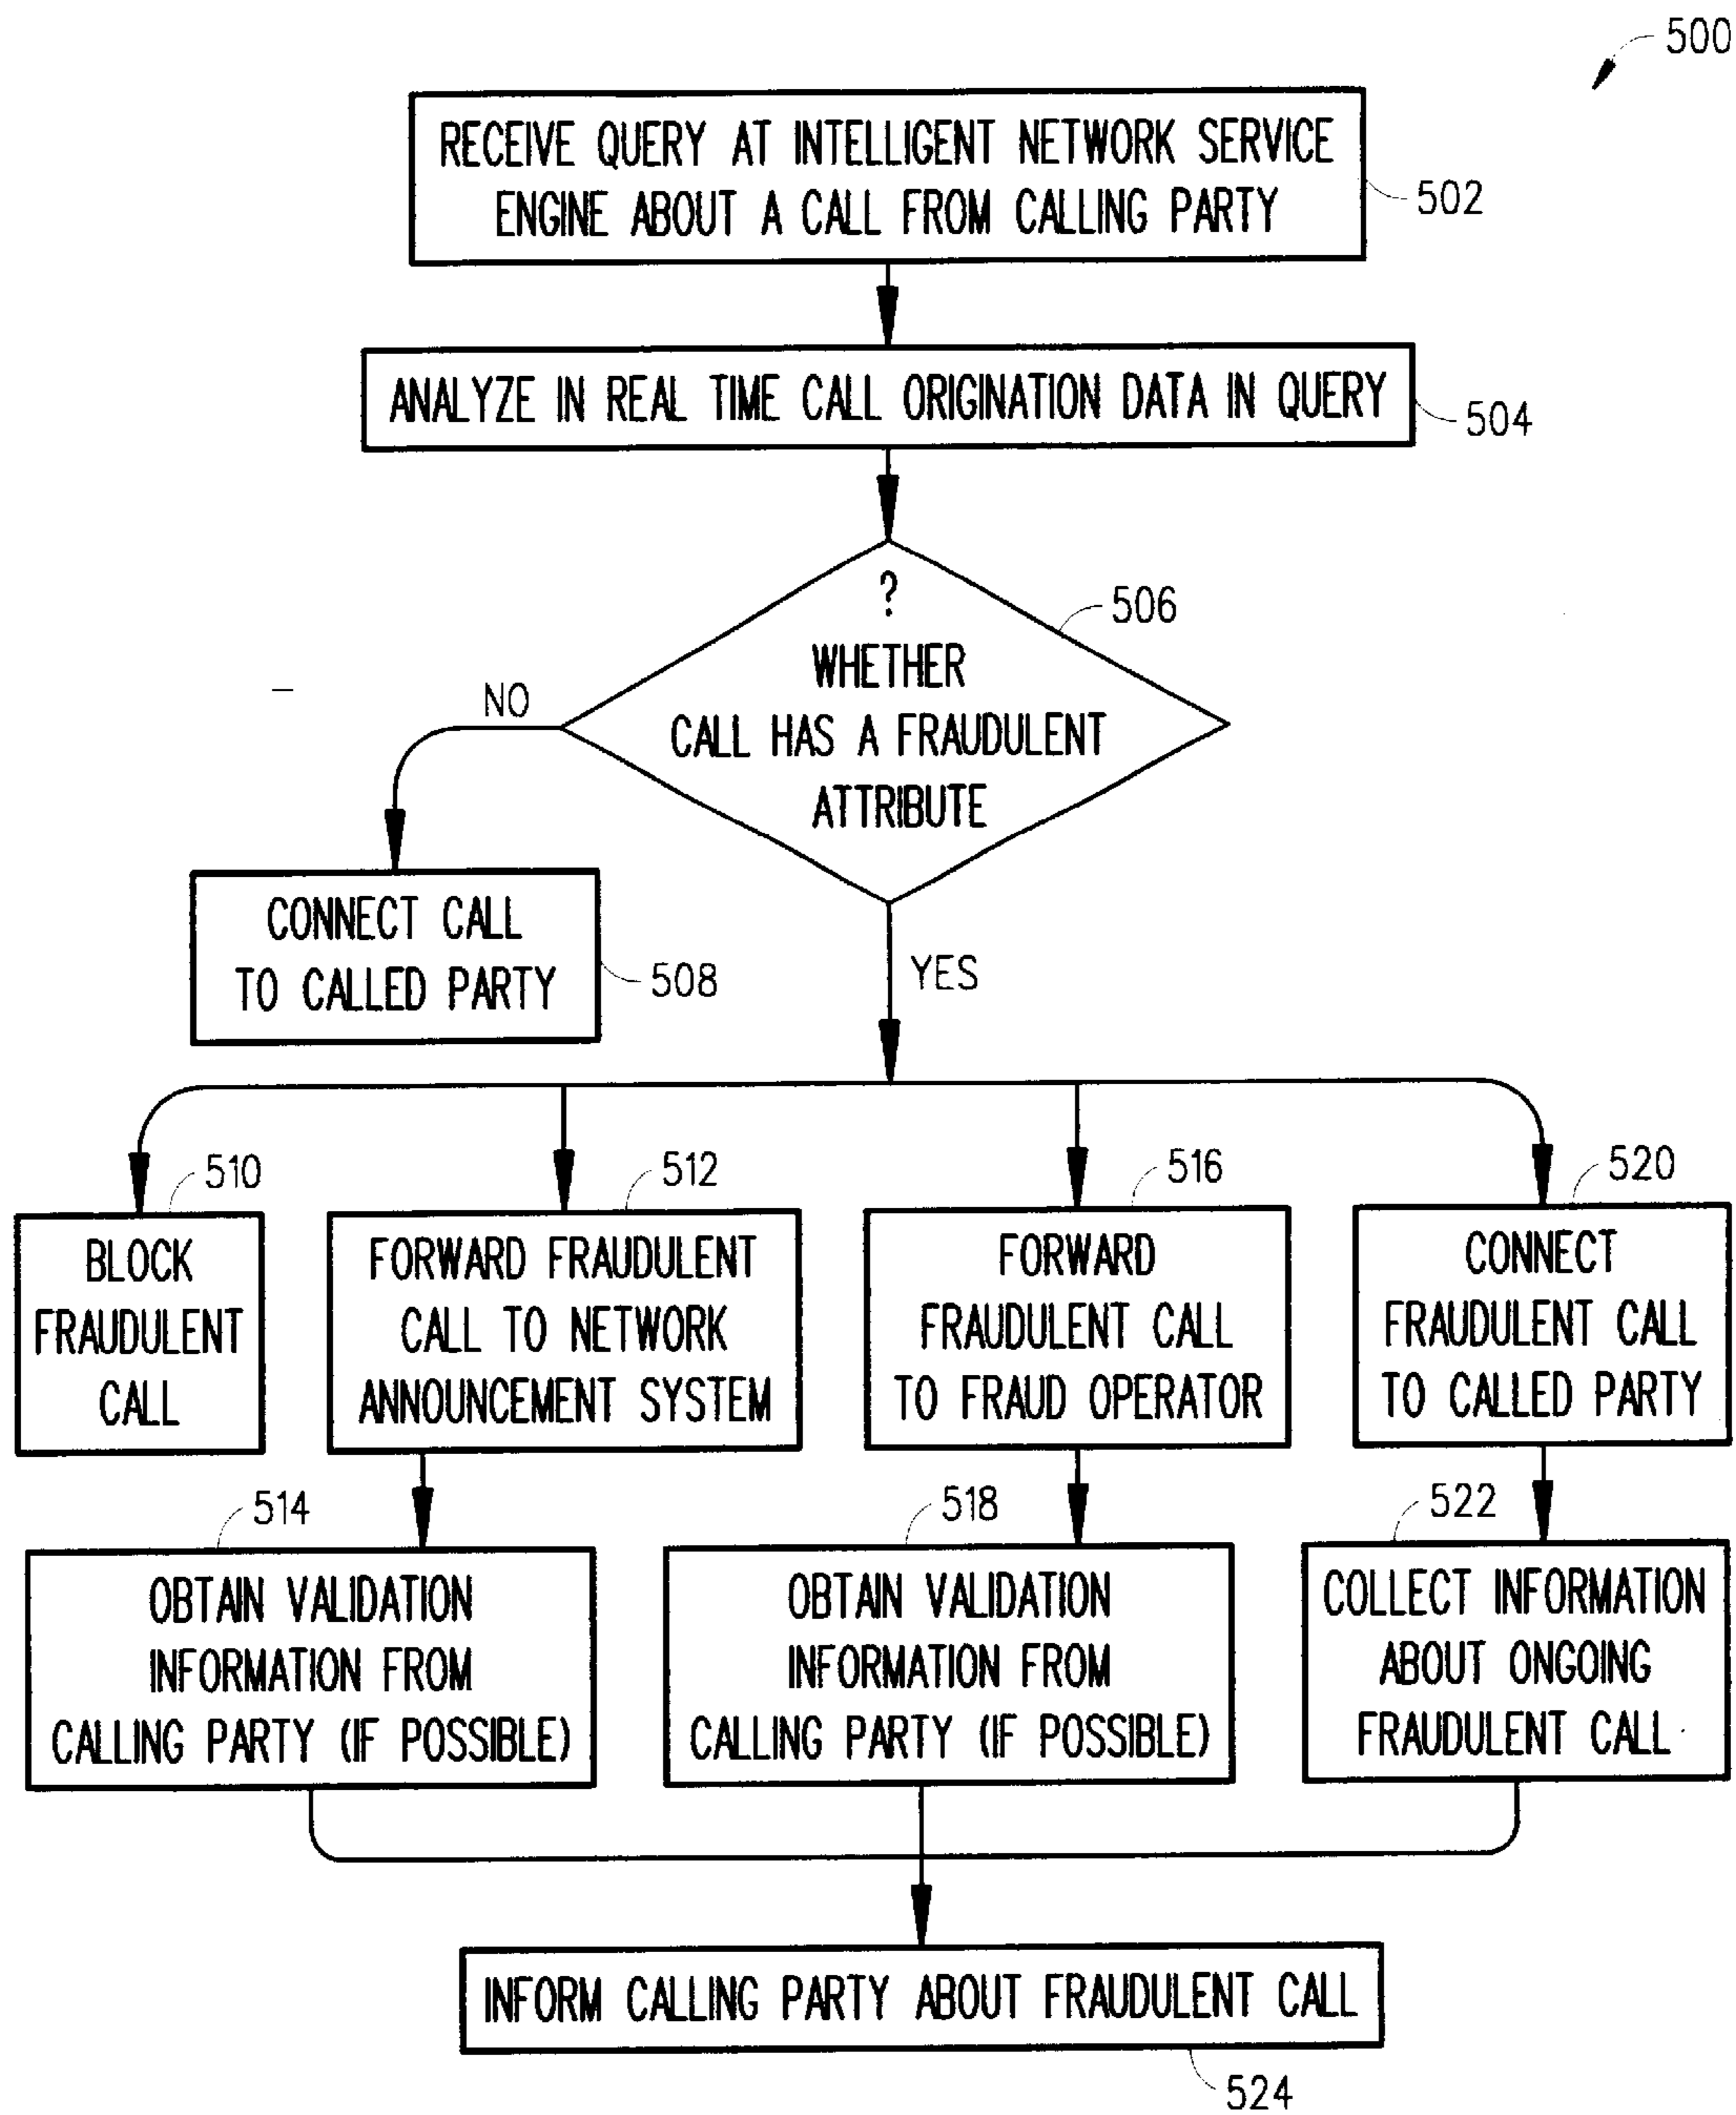 500
RECEIVE QUERY AT INTELLIGENT NETWORK SERVICE
ENGINE ABOUT A CALL FROM CALLING PARTY
502
ANALYZE IN REAL TIME CALL ORIGINATION DATA IN QUERY
504
?
WHETHER
CALL HAS A FRAUDULENT
ATTRIBUTE
506
NO
CONNECT CALL
TO CALLED PARTY
508
YES
510
BLOCK
FRAUDULENT
CALL
512
FORWARD FRAUDULENT
CALL TO NETWORK
ANNOUNCEMENT SYSTEM
516
FORWARD
FRAUDULENT CALL
TO FRAUD OPERATOR
520
CONNECT
FRAUDULENT CALL
TO CALLED PARTY
514
OBTAIN VALIDATION
INFORMATION FROM
CALLING PARTY (IF POSSIBLE)
518
OBTAIN VALIDATION
INFORMATION FROM
CALLING PARTY (IF POSSIBLE)
522
COLLECT INFORMATION
ABOUT ONGOING
FRAUDULENT CALL
INFORM CALLING PARTY ABOUT FRAUDULENT CALL
524